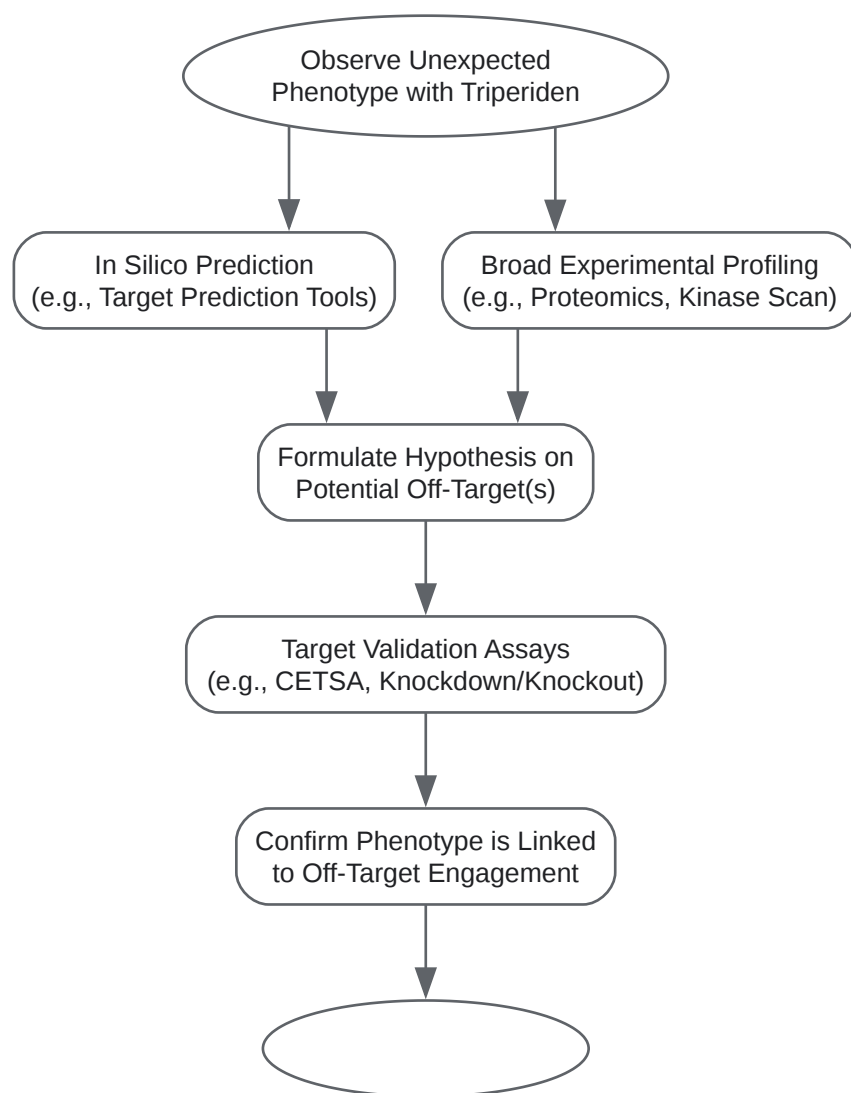 Observe Unexpected
Phenotype with Triperiden
In Silico Prediction
(e.g., Target Prediction Tools)
Broad Experimental Profiling
(e.g., Proteomics, Kinase Scan)
Formulate Hypothesis on
Potential Off-Target(s)
Target Validation Assays
(e.g., CETSA, Knockdown/Knockout)
Confirm Phenotype is Linked
to Off-Target Engagement